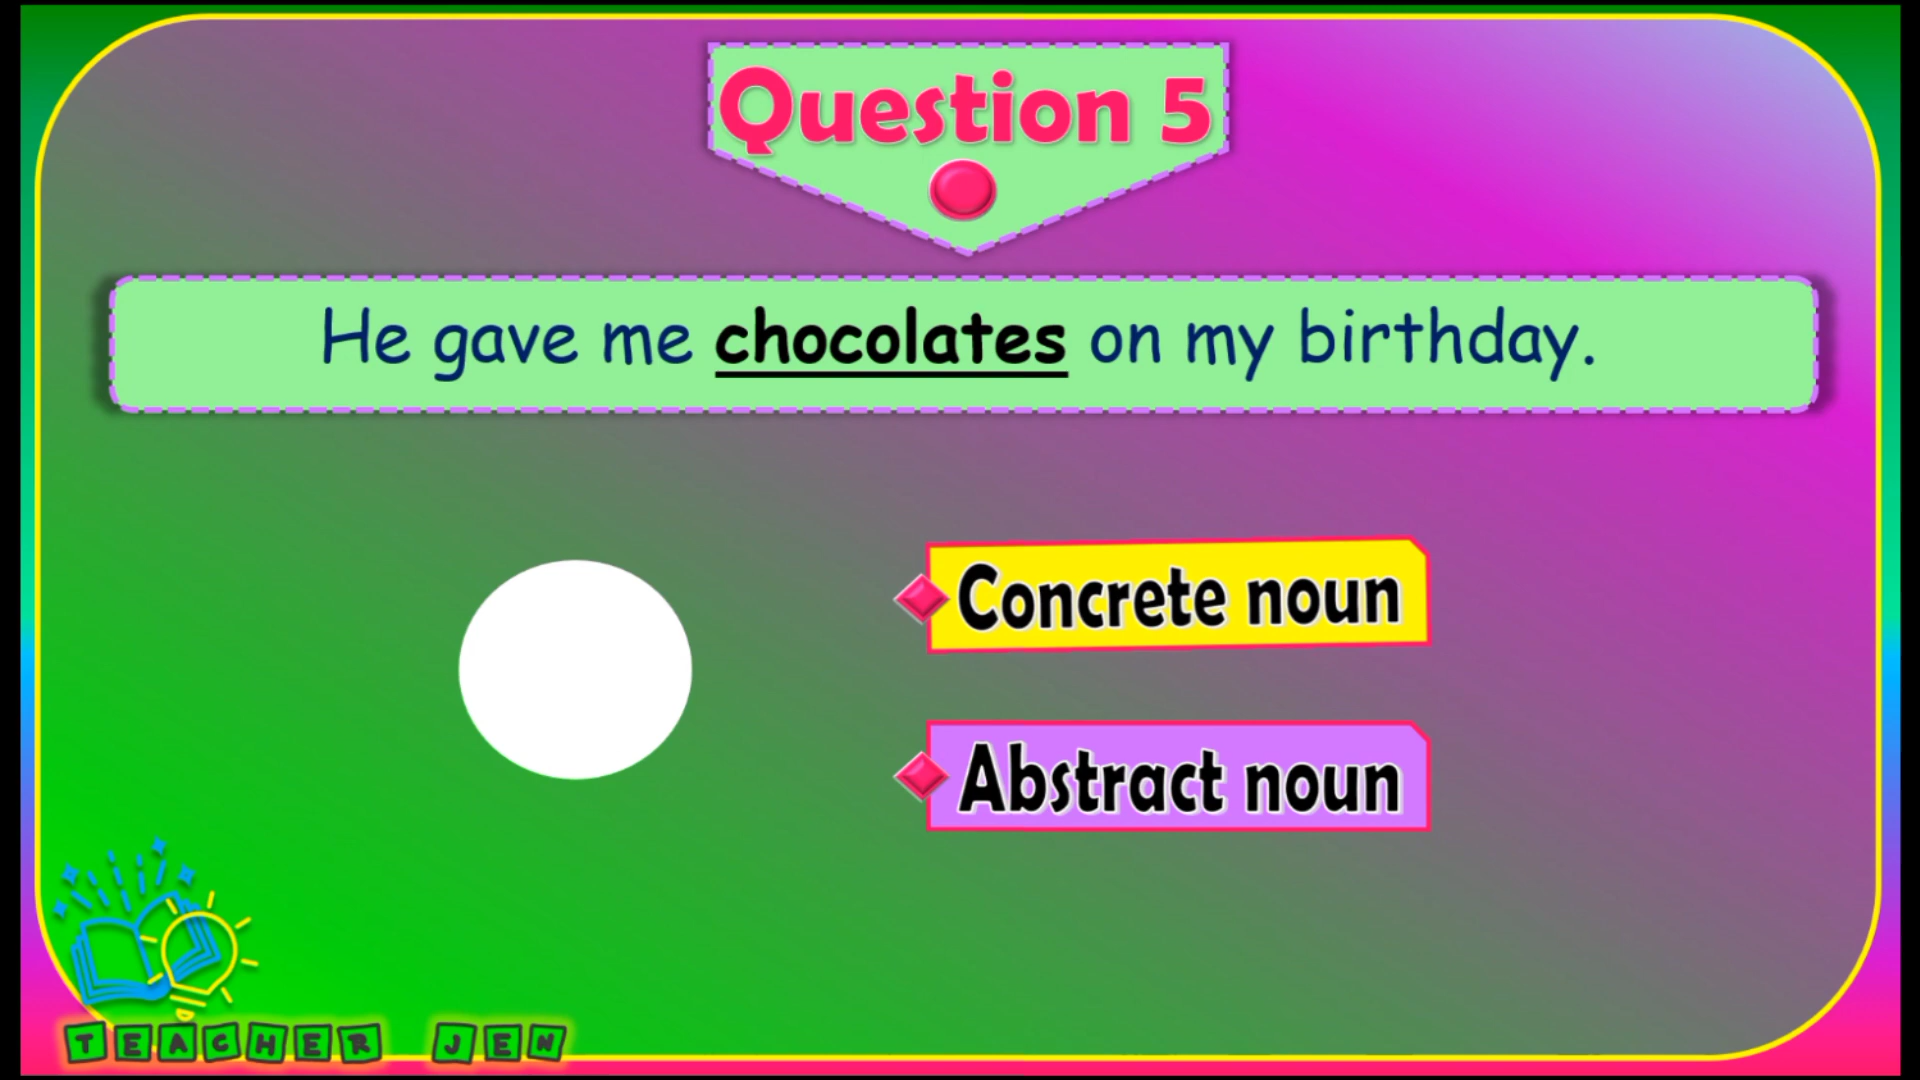 Question 5
He gave me chocolates on my birthday.
Concrete noun
Abstract noun
TEACHER JEN